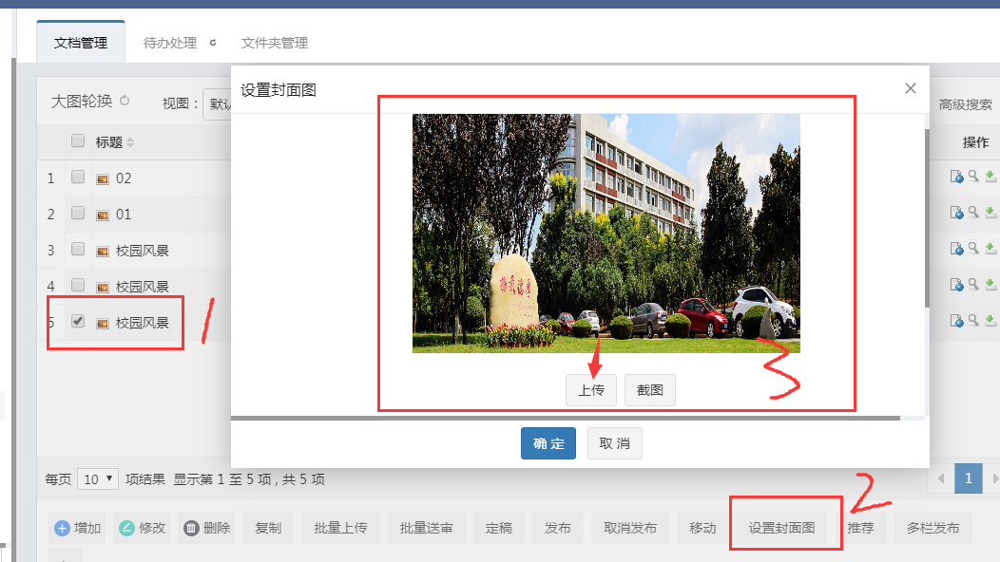 文档管理 待办处理 文件夹管理
设置封面图
大图轮换 视图： 默认 高级搜索
标题 操作
1 02
2 01
3 校园风景
4 校园风景
5 校园风景 1
3
上传 截图
确定 取消
每页 10 项结果 显示第 1 至 5 项，共 5 项 1
2
增加 修改 删除 复制 批量上传 批量送审 定稿 发布 取消发布 移动 设置封面图 推荐 多栏发布